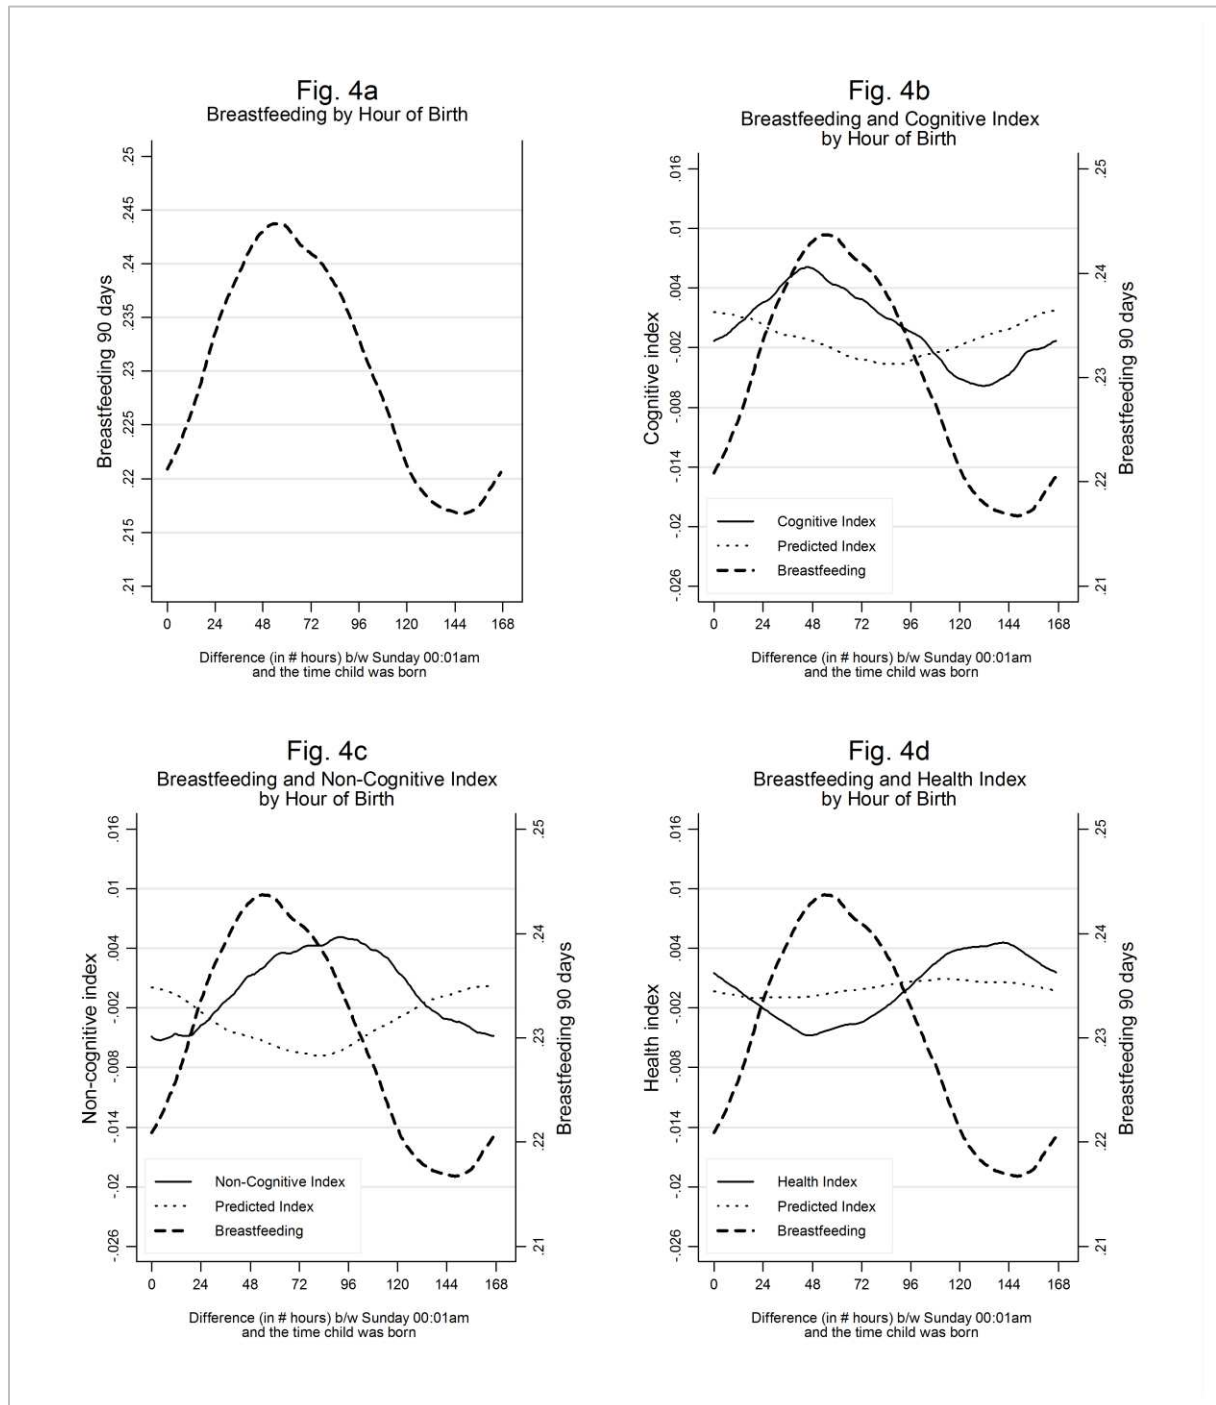 Fig. 4a
Breastfeeding by Hour of Birth
Breastfeeding 90 days
.25
.245
.24
.235
.23
.225
.22
.215
.21
0 24 48 72 96 120 144 168
Difference (in # hours) b/w Sunday 00:01am
and the time child was born
Fig. 4b
Breastfeeding and Cognitive Index
by Hour of Birth
Cognitive index
.016
.01
.004
-.002
-.008
-.014
-.02
-.026
Breastfeeding 90 days
.25
.24
.23
.22
.21
Cognitive Index
Predicted Index
Breastfeeding
0 24 48 72 96 120 144 168
Difference (in # hours) b/w Sunday 00:01am
and the time child was born
Fig. 4c
Breastfeeding and Non-Cognitive Index
by Hour of Birth
Non-cognitive index
.016
.01
.004
-.002
-.008
-.014
-.02
-.026
Breastfeeding 90 days
.25
.24
.23
.22
.21
Non-Cognitive Index
Predicted Index
Breastfeeding
0 24 48 72 96 120 144 168
Difference (in # hours) b/w Sunday 00:01am
and the time child was born
Fig. 4d
Breastfeeding and Health Index
by Hour of Birth
Health index
.016
.01
.004
-.002
-.008
-.014
-.02
-.026
Breastfeeding 90 days
.25
.24
.23
.22
.21
Health Index
Predicted Index
Breastfeeding
0 24 48 72 96 120 144 168
Difference (in # hours) b/w Sunday 00:01am
and the time child was born